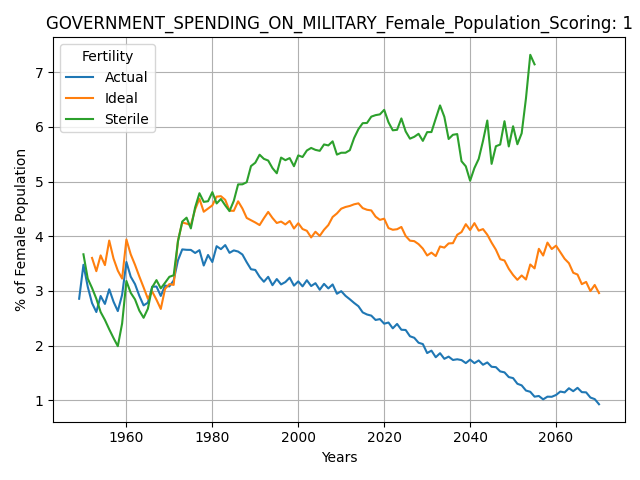 GOVERNMENT_SPENDING_ON_MILITARY_Female_Population_Scoring: 1
Fertility
Actual
Ideal
Sterile
% of Female Population
7
6
5
4
3
2
1
1960 1980 2000 2020 2040 2060
Years